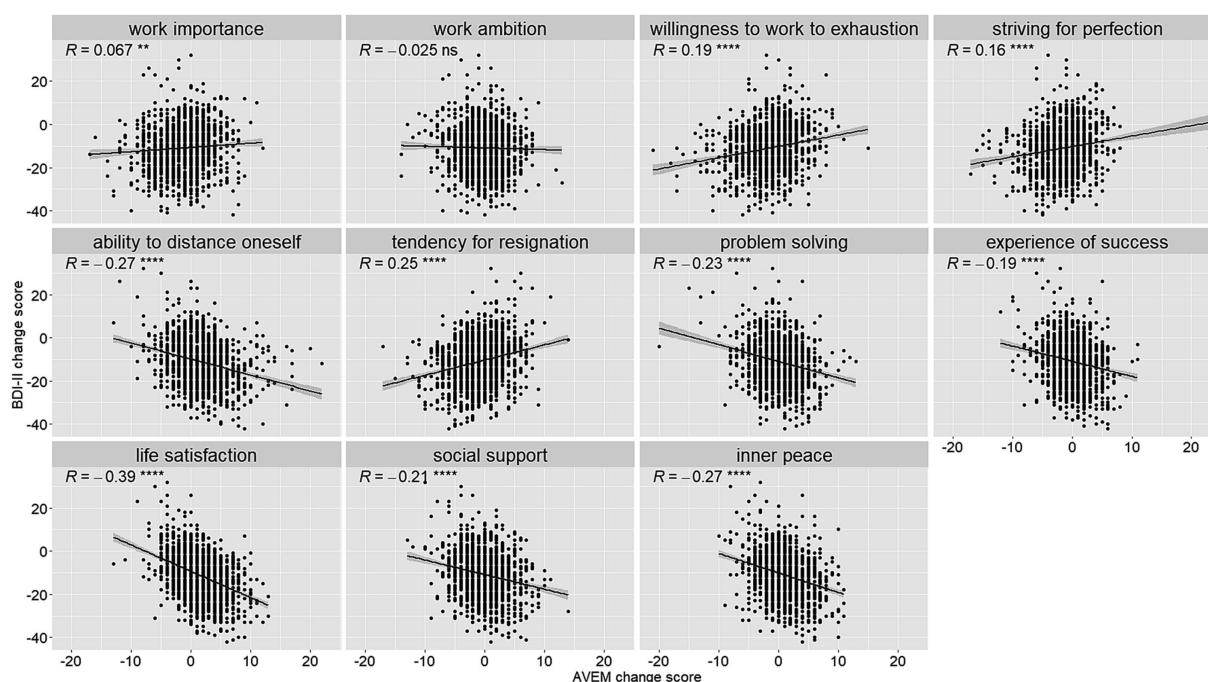 work importance
work ambition
willingness to work to exhaustion
striving for perfection
R = 0.067 **
R = −0.025 ns
R = 0.19 ****
R = 0.16 ****
20
0
-20
-40
ability to distance oneself
tendency for resignation
problem solving
experience of success
R = −0.27 ****
R = 0.25 ****
R = −0.23 ****
R = −0.19 ****
20
0
-20
-40
BDI-II change score
-20 -10 0 10 20
life satisfaction
social support
inner peace
R = −0.39 ****
R = −0.21 ****
R = −0.27 ****
20
0
-20
-40
-20 -10 0 10 20
-20 -10 0 10 20
-20 -10 0 10 20
AVEM change score